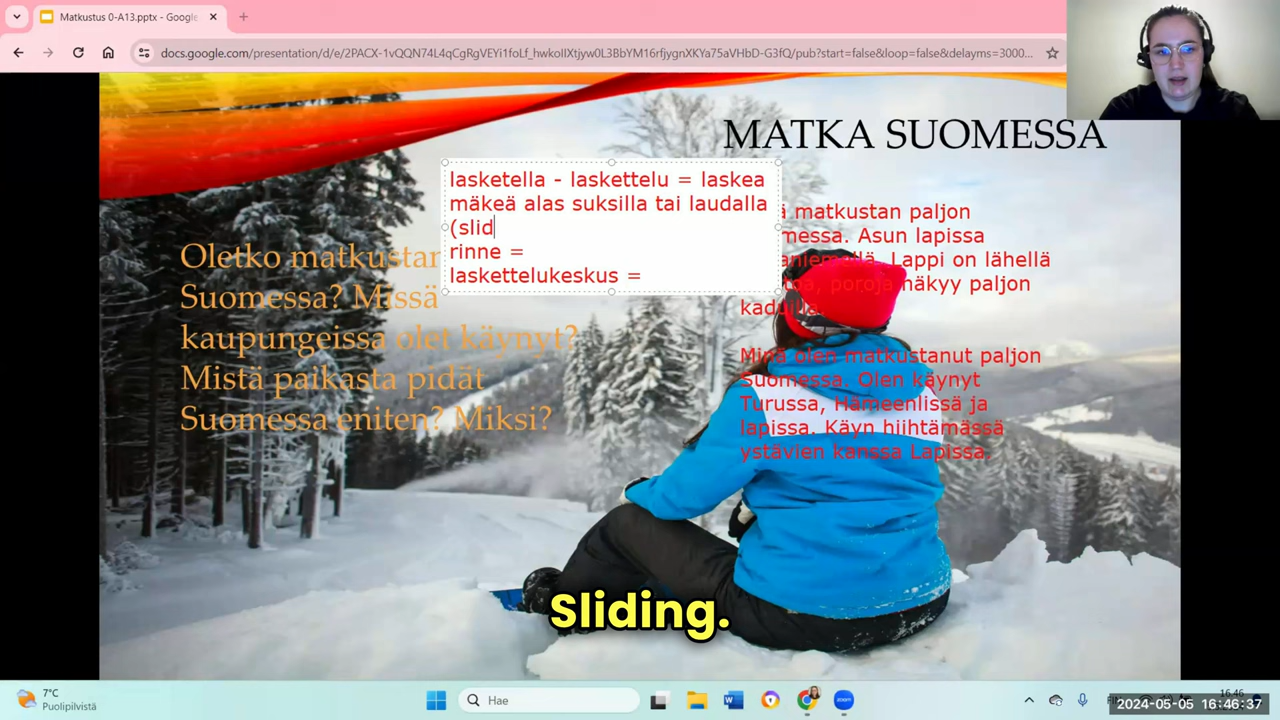 Matkustus 0-A13.pptx - Google
docs.google.com/presentation/d/e/2PACX-1vQQN74L4qCgRgVEYi1foLf_hwkoIIXtjyw0L3BbYM16rfjygnXKYa75aVHbD-G3fQ/pub?start=false&loop=false&delayms=3000...
MATKA SUOMESSA
lasketella - laskettelu = laskea
mäkeä alas suksilla tai laudalla
(slid
rinne =
laskettelukeskus =
Oletko matkustan
Suomessa? Missä
kaupungeissa olet käynyt?
Mistä paikasta pidät
Suomessa eniten? Miksi?
matkustan paljon
Asun lapissa
Lappi on lähellä
poroja näkyy paljon
kaduilla.
Minä olen matkustanut paljon
Suomessa. Olen käynyt
Turussa, Hämeenlissä ja
lapissa. Käyn hiihtämässä
ystävien kanssa Lapissa.
Sliding.
7°C
Puolipilvistä
Hae
16.46
2024-05-05 16:46:37